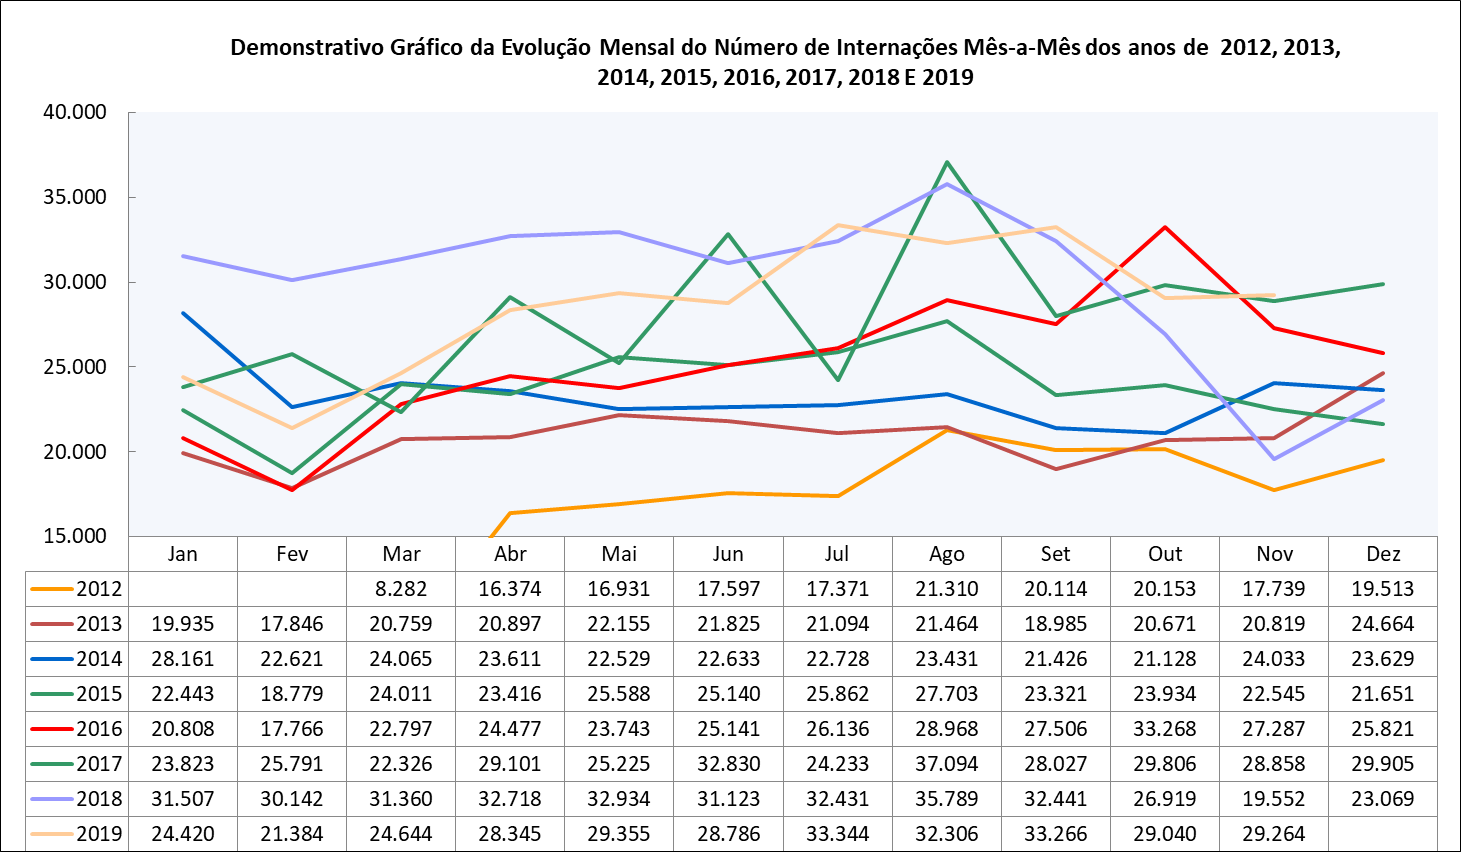 Demonstrativo Gráfico da Evolução Mensal do Número de Internações Mês-a-Mês dos anos de 2012, 2013,
2014, 2015, 2016, 2017, 2018 E 2019
40.000
35.000
30.000
25.000
20.000
15.000
Jan Fev Mar Abr Mai Jun Jul Ago Set Out Nov Dez
2012 8.282 16.374 16.931 17.597 17.371 21.310 20.114 20.153 17.739 19.513
2013 19.935 17.846 20.759 20.897 22.155 21.825 21.094 21.464 18.985 20.671 20.819 24.664
2014 28.161 22.621 24.065 23.611 22.529 22.633 22.728 23.431 21.426 21.128 24.033 23.629
2015 22.443 18.779 24.011 23.416 25.588 25.140 25.862 27.703 23.321 23.934 22.545 21.651
2016 20.808 17.766 22.797 24.477 23.743 25.141 26.136 28.968 27.506 33.268 27.287 25.821
2017 23.823 25.791 22.326 29.101 25.225 32.830 24.233 37.094 28.027 29.806 28.858 29.905
2018 31.507 30.142 31.360 32.718 32.934 31.123 32.431 35.789 32.441 26.919 19.552 23.069
2019 24.420 21.384 24.644 28.345 29.355 28.786 33.344 32.306 33.266 29.040 29.264